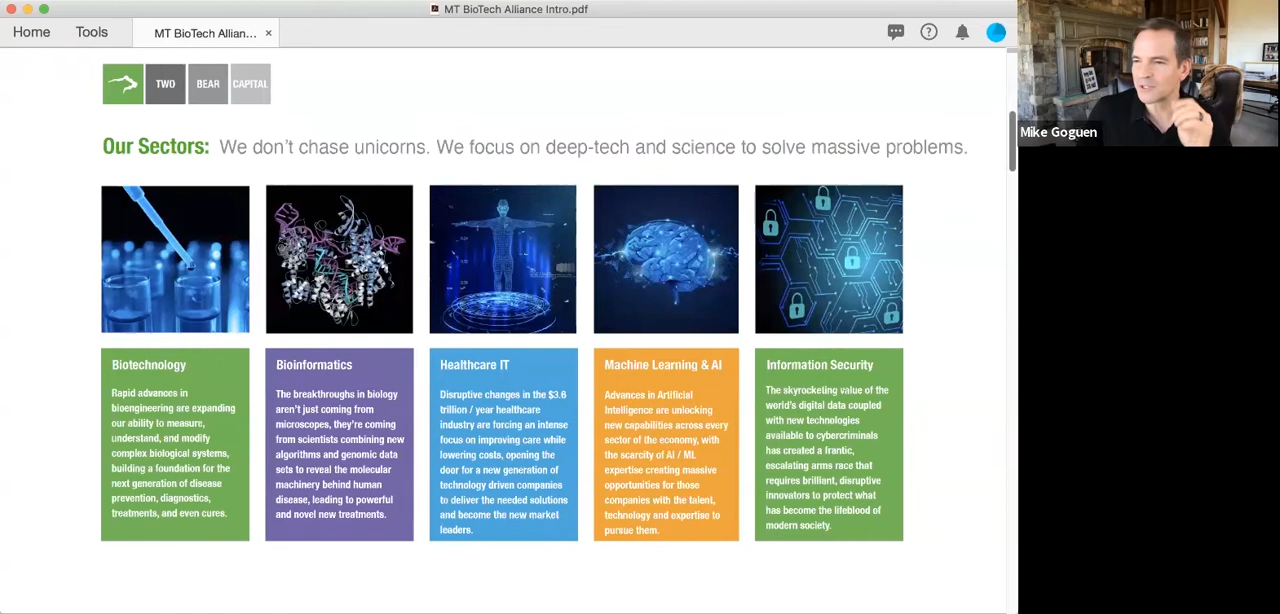 MT BioTech Alliance Intro.pdf
Home
Tools
MT BioTech Allian...
×
?
TWO
BEAR
CAPITAL
Mike Goguen
Our Sectors: We don't chase unicorns. We focus on deep-tech and science to solve massive problems.
Biotechnology
Rapid advances in
bioengineering are expanding
our ability to measure,
understand, and modify
complex biological systems,
building a foundation for the
next generation of disease
prevention, diagnostics,
treatments, and even cures.
Bioinformatics
The breakthroughs in biology
aren't just coming from
microscopes, they're coming
from scientists combining new
algorithms and genomic data
sets to reveal the molecular
machinery behind human
disease, leading to powerful
and novel new treatments.
Healthcare IT
Disruptive changes in the $3.6
trillion / year healthcare
industry are forcing an intense
focus on improving care while
lowering costs, opening the
door for a new generation of
technology driven companies
to deliver the needed solutions
and become the new market
leaders.
Machine Learning & AI
Advances in Artificial
Intelligence are unlocking
new capabilities across every
sector of the economy, with
the scarcity of AI / ML
expertise creating massive
opportunities for those
companies with the talent,
technology and expertise to
pursue them.
Information Security
The skyrocketing value of the
world's digital data coupled
with new technologies
available to cybercriminals
has created a frantic,
escalating arms race that
requires brilliant, disruptive
innovators to protect what
has become the lifeblood of
modern society.